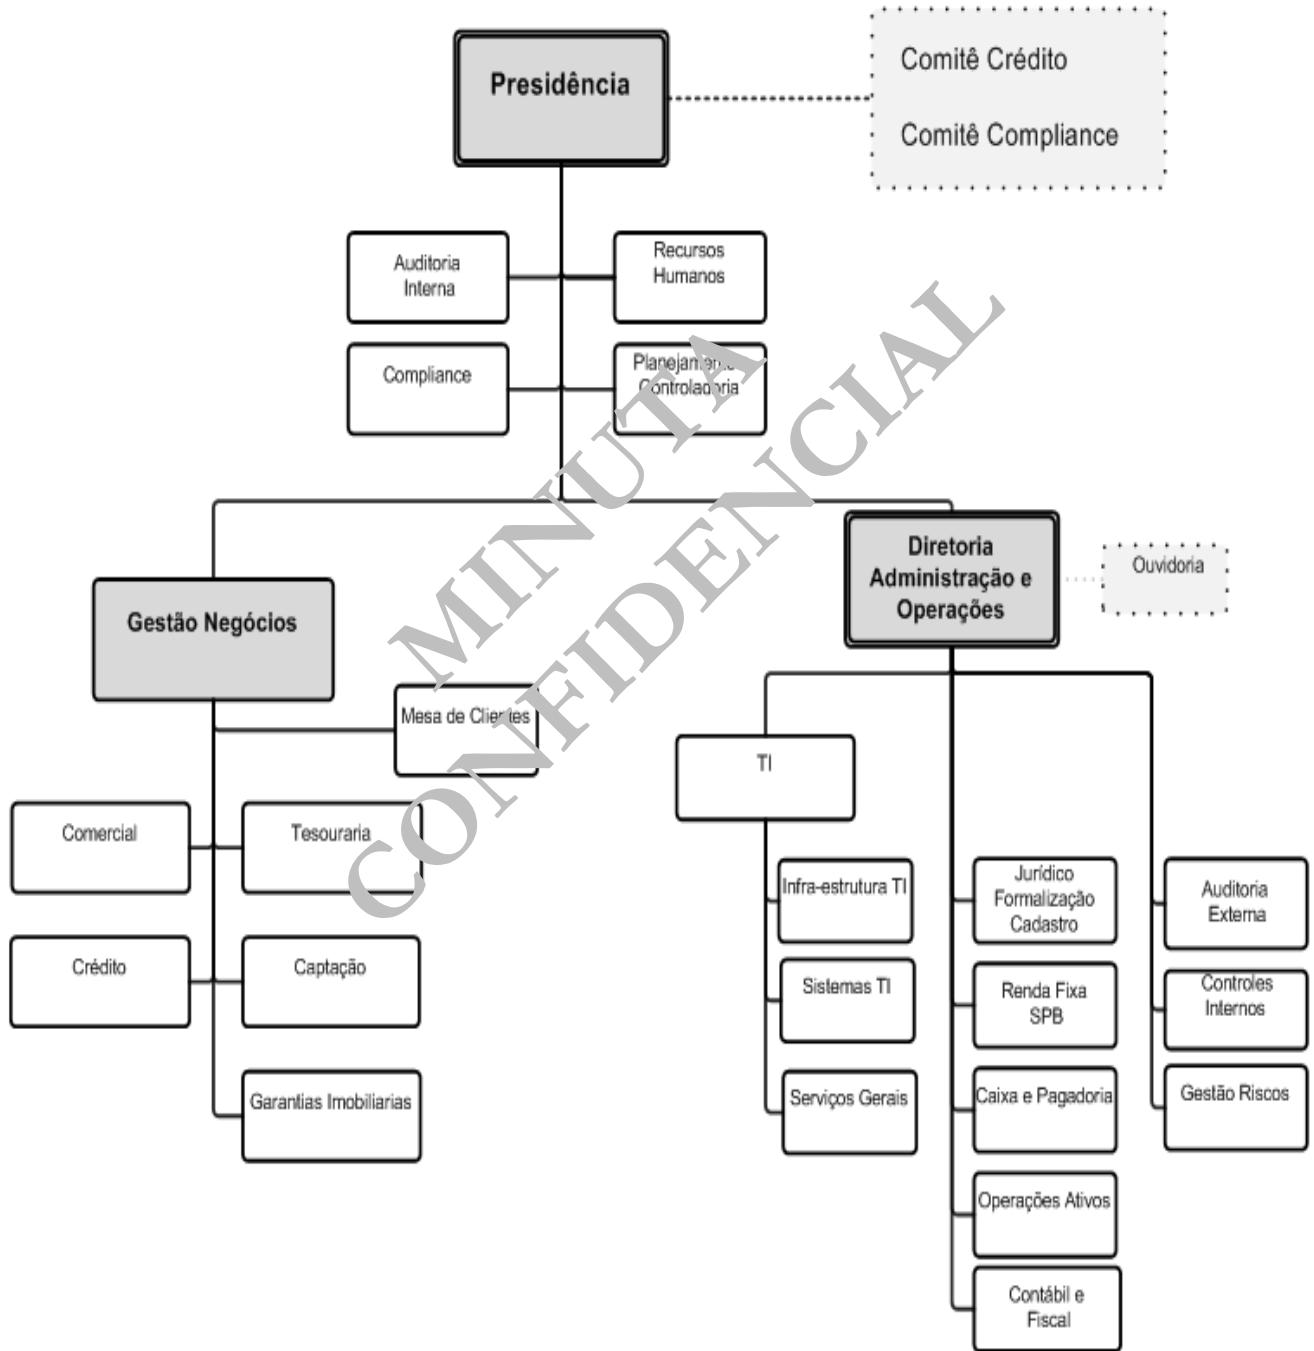 Presidência
Comitê Crédito
Comitê Compliance
Auditoria
Interna
Recursos
Humanos
Compliance
Planejamento
Controladoria
MINUTA
CONFIDENCIAL
Gestão Negócios
Diretoria
Administração e
Operações
Ouvidoria
Mesa de Clientes
TI
Comercial
Tesouraria
Crédito
Captação
Garantias Imobiliarias
Infra-estrutura TI
Sistemas TI
Serviços Gerais
Jurídico
Formalização
Cadastro
Renda Fixa
SPB
Caixa e Pagadoria
Operações Ativos
Contábil e
Fiscal
Auditoria
Externa
Controles
Internos
Gestão Riscos